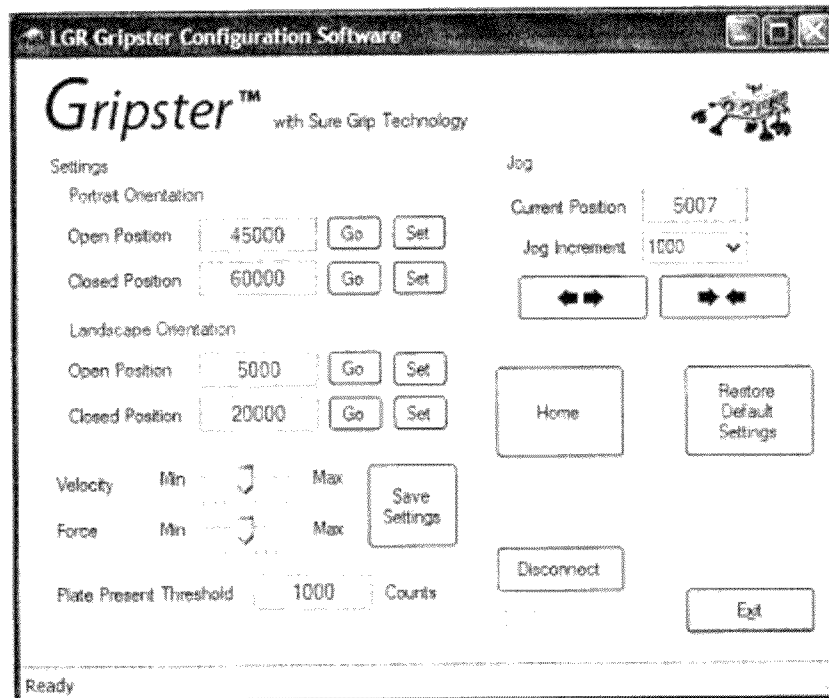 LGR Gripster Configuration Software
Gripster™ with Sure Grip Technology
Settings
Portrait Orientation
Open Position 45000 Go Set
Closed Position 60000 Go Set
Landscape Orientation
Open Position 5000 Go Set
Closed Position 20000 Go Set
Velocity Min Max
Force Min Max
Save Settings
Plate Present Threshold 1000 Counts
Jog
Current Position 5007
Jog Increment 1000
Home
Restore Default Settings
Disconnect
Exit
Ready